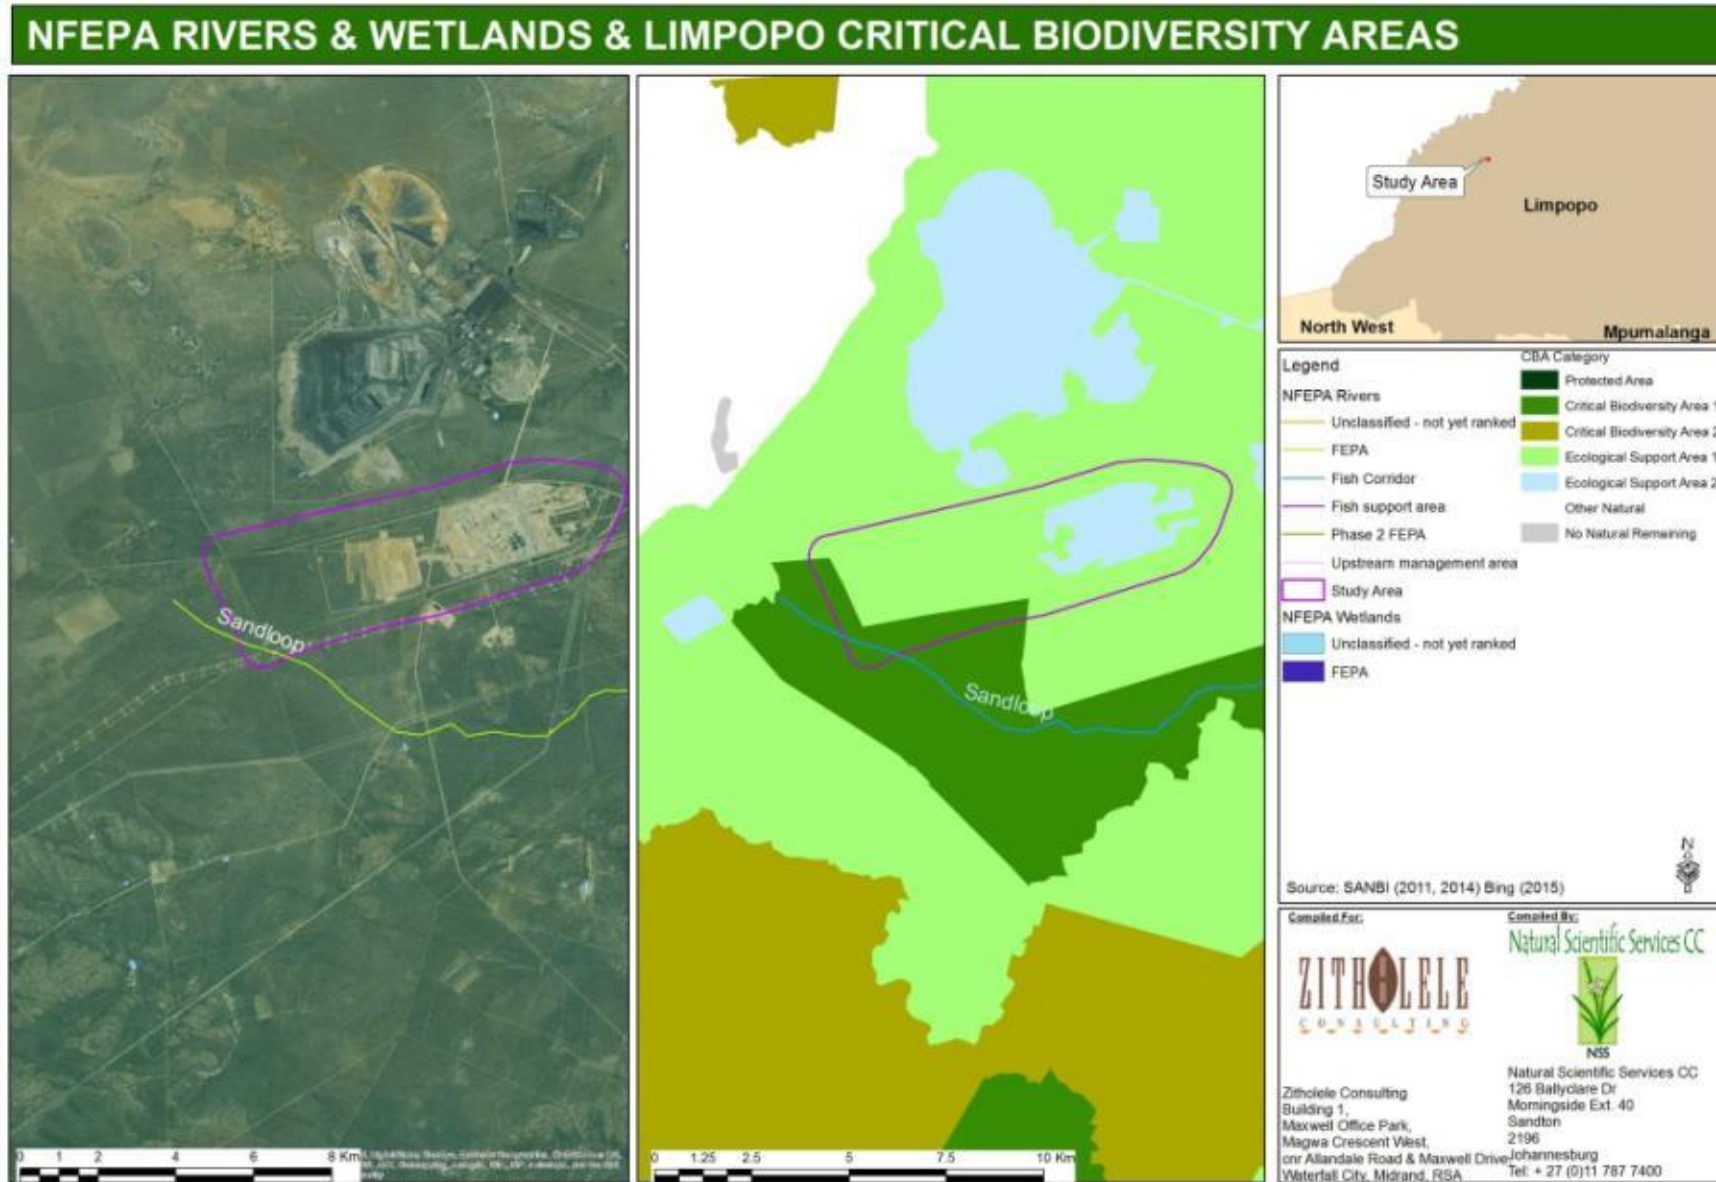 NFEPA RIVERS & WETLANDS & LIMPOPO CRITICAL BIODIVERSITY AREAS
Sandloop
0 1 2 4 6 8 Km
Sandloop
0 1.25 2.5 5 7.5 10 Km
Study Area
Limpopo
North West
Mpumalanga
Legend
NFEPA Rivers
Unclassified - not yet ranked
FEPA
Fish Corridor
Fish support area
Phase 2 FEPA
Upstream management area
Study Area
NFEPA Wetlands
Unclassified - not yet ranked
FEPA
CBA Category
Protected Area
Critical Biodiversity Area 1
Critical Biodiversity Area 2
Ecological Support Area 1
Ecological Support Area 2
Other Natural
No Natural Remaining
N
Source: SANBI (2011, 2014) Bing (2015)
Compiled For:
ZITHOLELE
CONSULTING
Zitholele Consulting
Building 1,
Maxwell Office Park,
Magwa Crescent West,
cnr Allandale Road & Maxwell Drive
Waterfall City, Midrand, RSA
Compiled By:
Natural Scientific Services CC
NSS
Natural Scientific Services CC
126 Ballyclare Dr
Morningside Ext. 40
Sandton
2196
Johannesburg
Tel: + 27 (0)11 787 7400